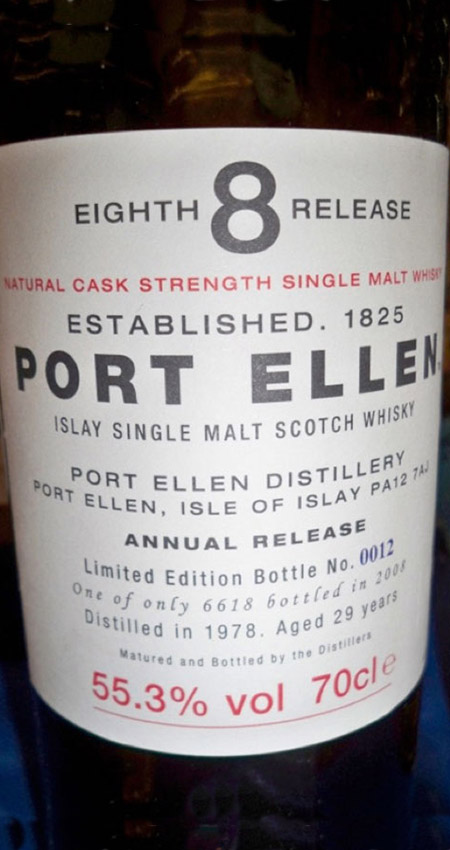 EIGHTH 8 RELEASE
NATURAL CASK STRENGTH SINGLE MALT WHISKY
ESTABLISHED. 1825
PORT ELLEN
ISLAY SINGLE MALT SCOTCH WHISKY
PORT ELLEN DISTILLERY
PORT ELLEN, ISLE OF ISLAY PA12 7AJ
ANNUAL RELEASE
Limited Edition Bottle No. 0012
One of only 6618 bottled in 2008
Distilled in 1978. Aged 29 years
Matured and Bottled by the Distillers
55.3% vol 70cl e